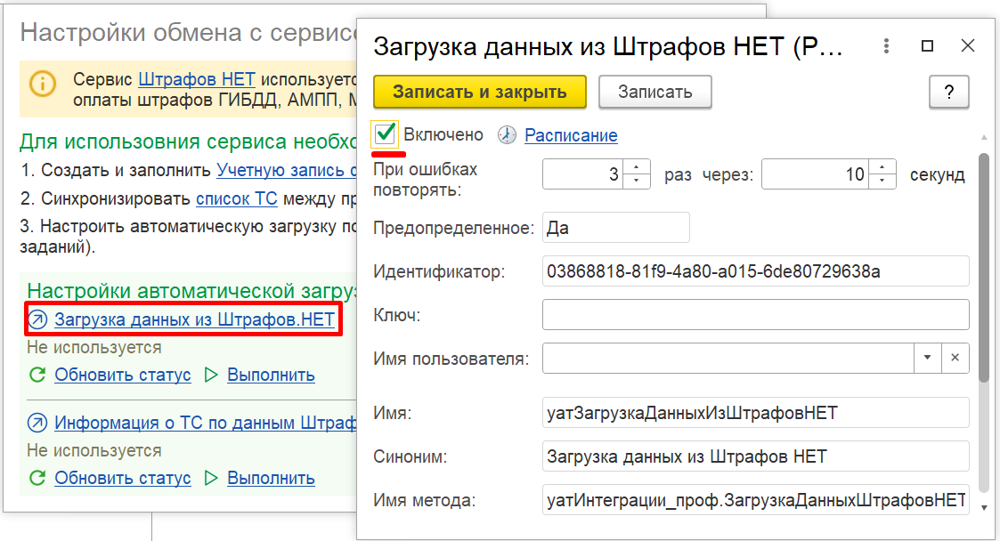 Настройки обмена с сервисо
Сервис Штрафов НЕТ используетс
оплаты штрафов ГИБДД, АМПП, М
Для использовния сервиса необхо
1. Создать и заполнить Учетную запись с
2. Синхронизировать список ТС между пр
3. Настроить автоматическую загрузку по
заданий).
Настройки автоматической загруз
Загрузка данных из Штрафов.НЕТ
Не используется
Обновить статус Выполнить
Информация о ТС по данным Штраф
Не используется
Обновить статус Выполнить
Загрузка данных из Штрафов НЕТ (Р...
Записать и закрыть Записать ?
Включено Расписание
При ошибках
повторять: 3 раз через: 10 секунд
Предопределенное: Да
Идентификатор: 03868818-81f9-4a80-a015-6de80729638a
Ключ:
Имя пользователя:
Имя: уатЗагрузкаДанныхИзШтрафовНЕТ
Синоним: Загрузка данных из Штрафов НЕТ
Имя метода: уатИнтеграции_проф.ЗагрузкаДанныхШтрафовНЕТ